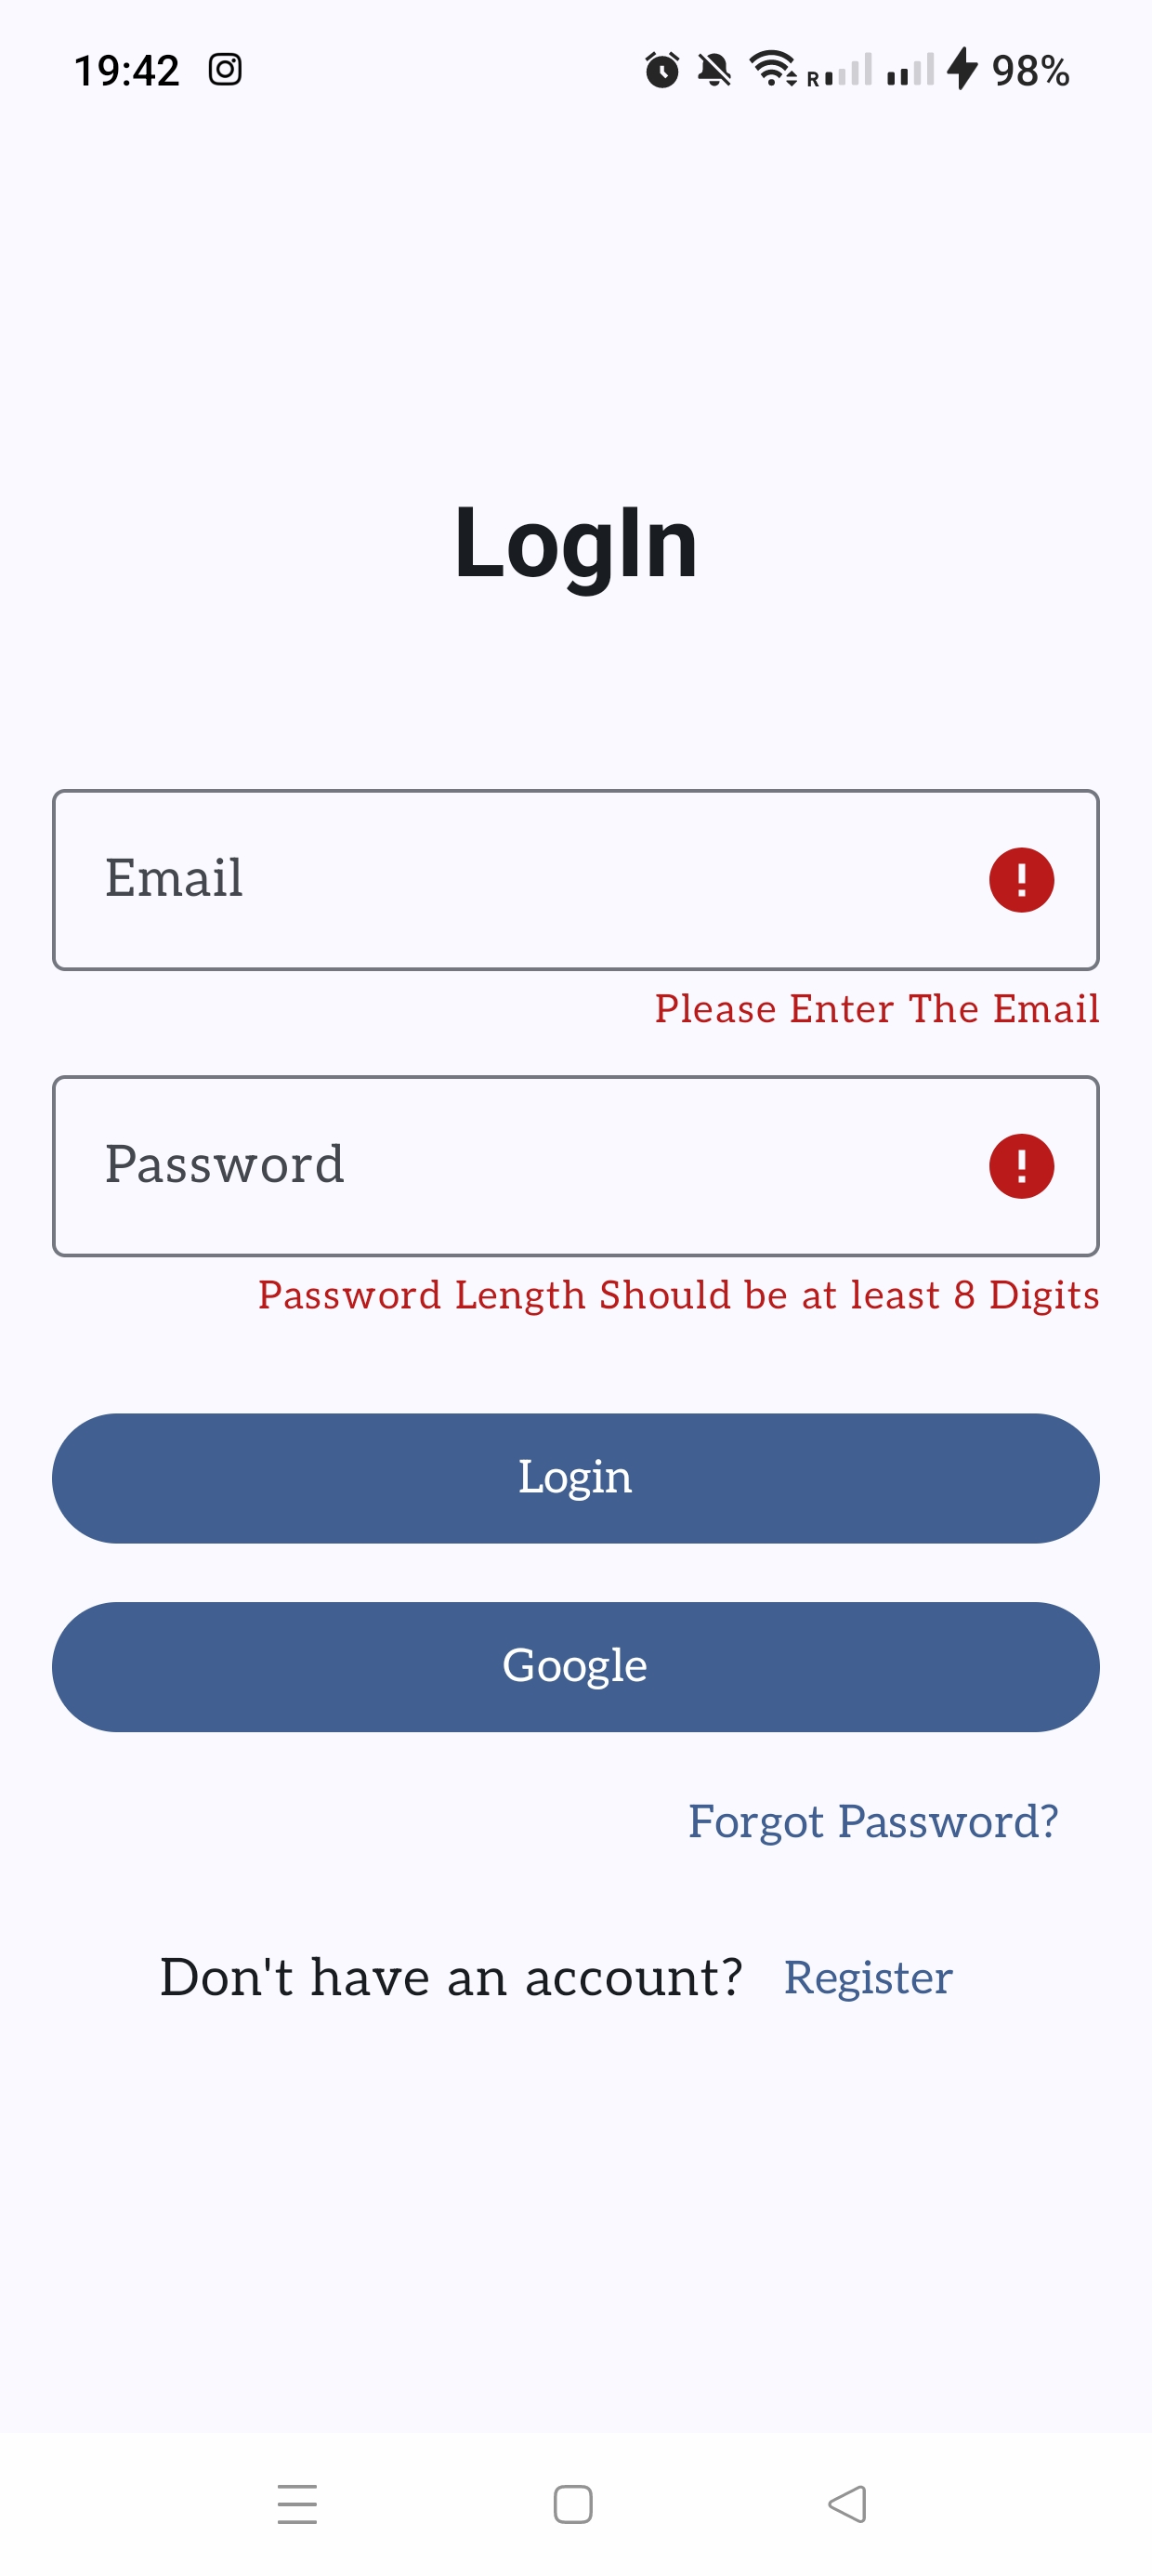 19:42
R 98%
LogIn
Email
Please Enter The Email
Password
Password Length Should be at least 8 Digits
Login
Google
Forgot Password?
Don't have an account? Register